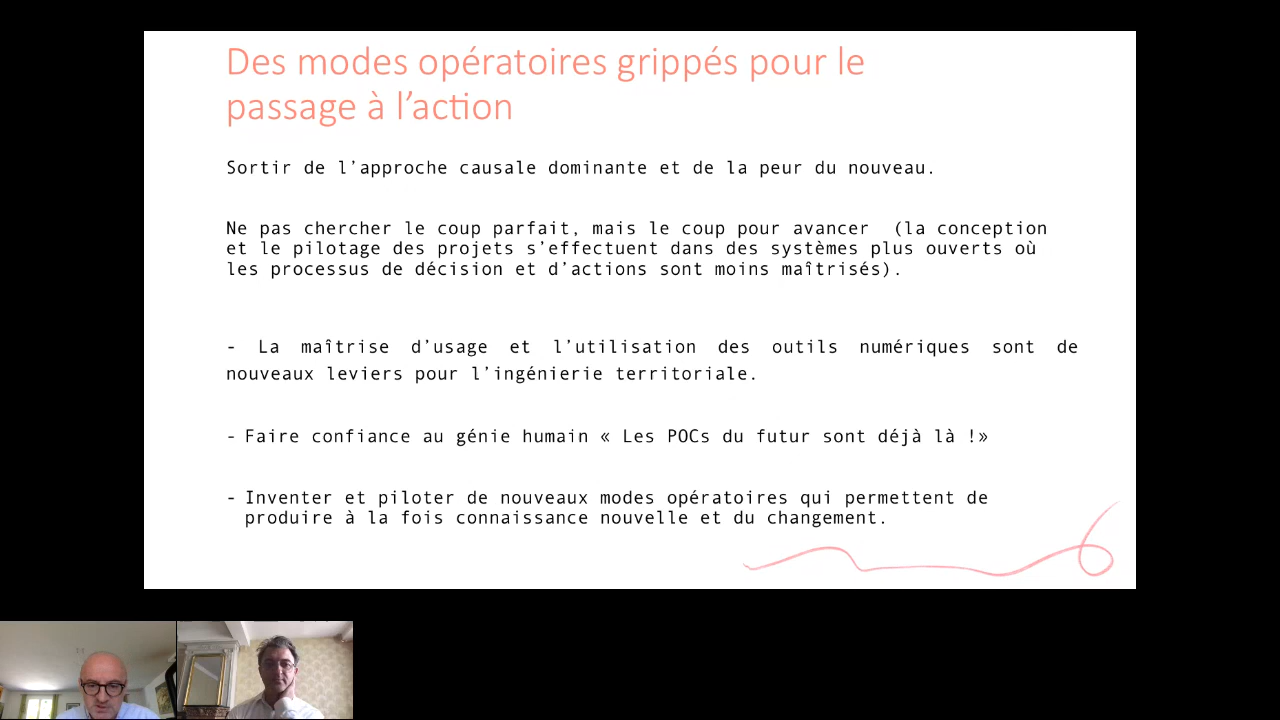 Des modes opératoires grippés pour le
passage à l’action
Sortir de l’approche causale dominante et de la peur du nouveau.
Ne pas chercher le coup parfait, mais le coup pour avancer (la conception
et le pilotage des projets s’effectuent dans des systèmes plus ouverts où
les processus de décision et d’actions sont moins maîtrisés).
- La maîtrise d’usage et l’utilisation des outils numériques sont de
nouveaux leviers pour l’ingénierie territoriale.
- Faire confiance au génie humain « Les POCs du futur sont déjà là !»
- Inventer et piloter de nouveaux modes opératoires qui permettent de
produire à la fois connaissance nouvelle et du changement.